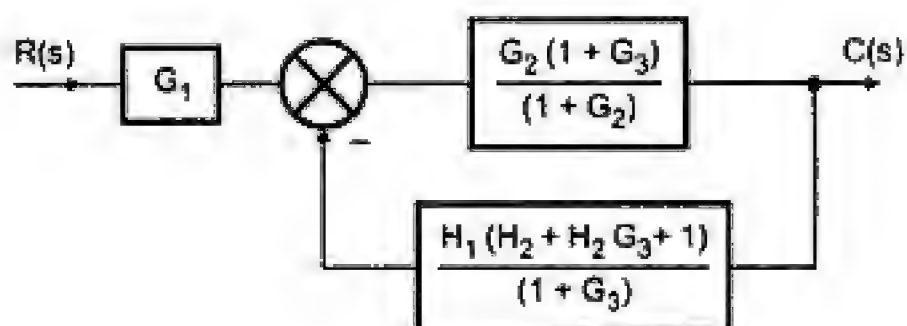 R(s)
G₁
G₂ (1 + G₃)
(1 + G₂)
C(s)
–
H₁ (H₂ + H₂ G₃ + 1)
(1 + G₃)